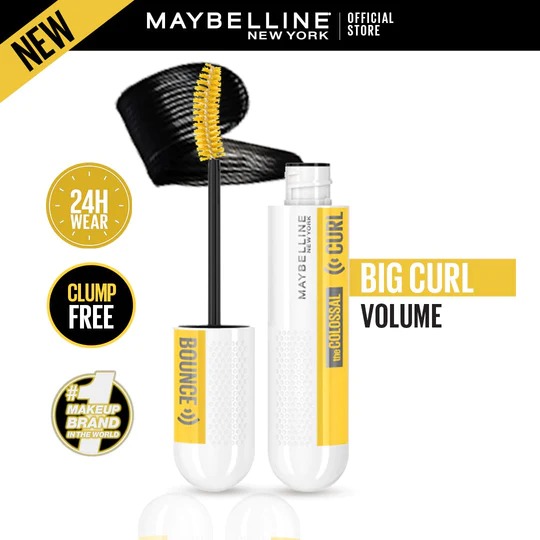 NEW
MAYBELLINE
NEW YORK
OFFICIAL
STORE
24H
WEAR
CLUMP
FREE
#1
MAKEUP
BRAND
IN THE WORLD
BOUNCE
MAYBELLINE
NEW YORK
the COLOSSAL
CURL
BIG CURL
VOLUME